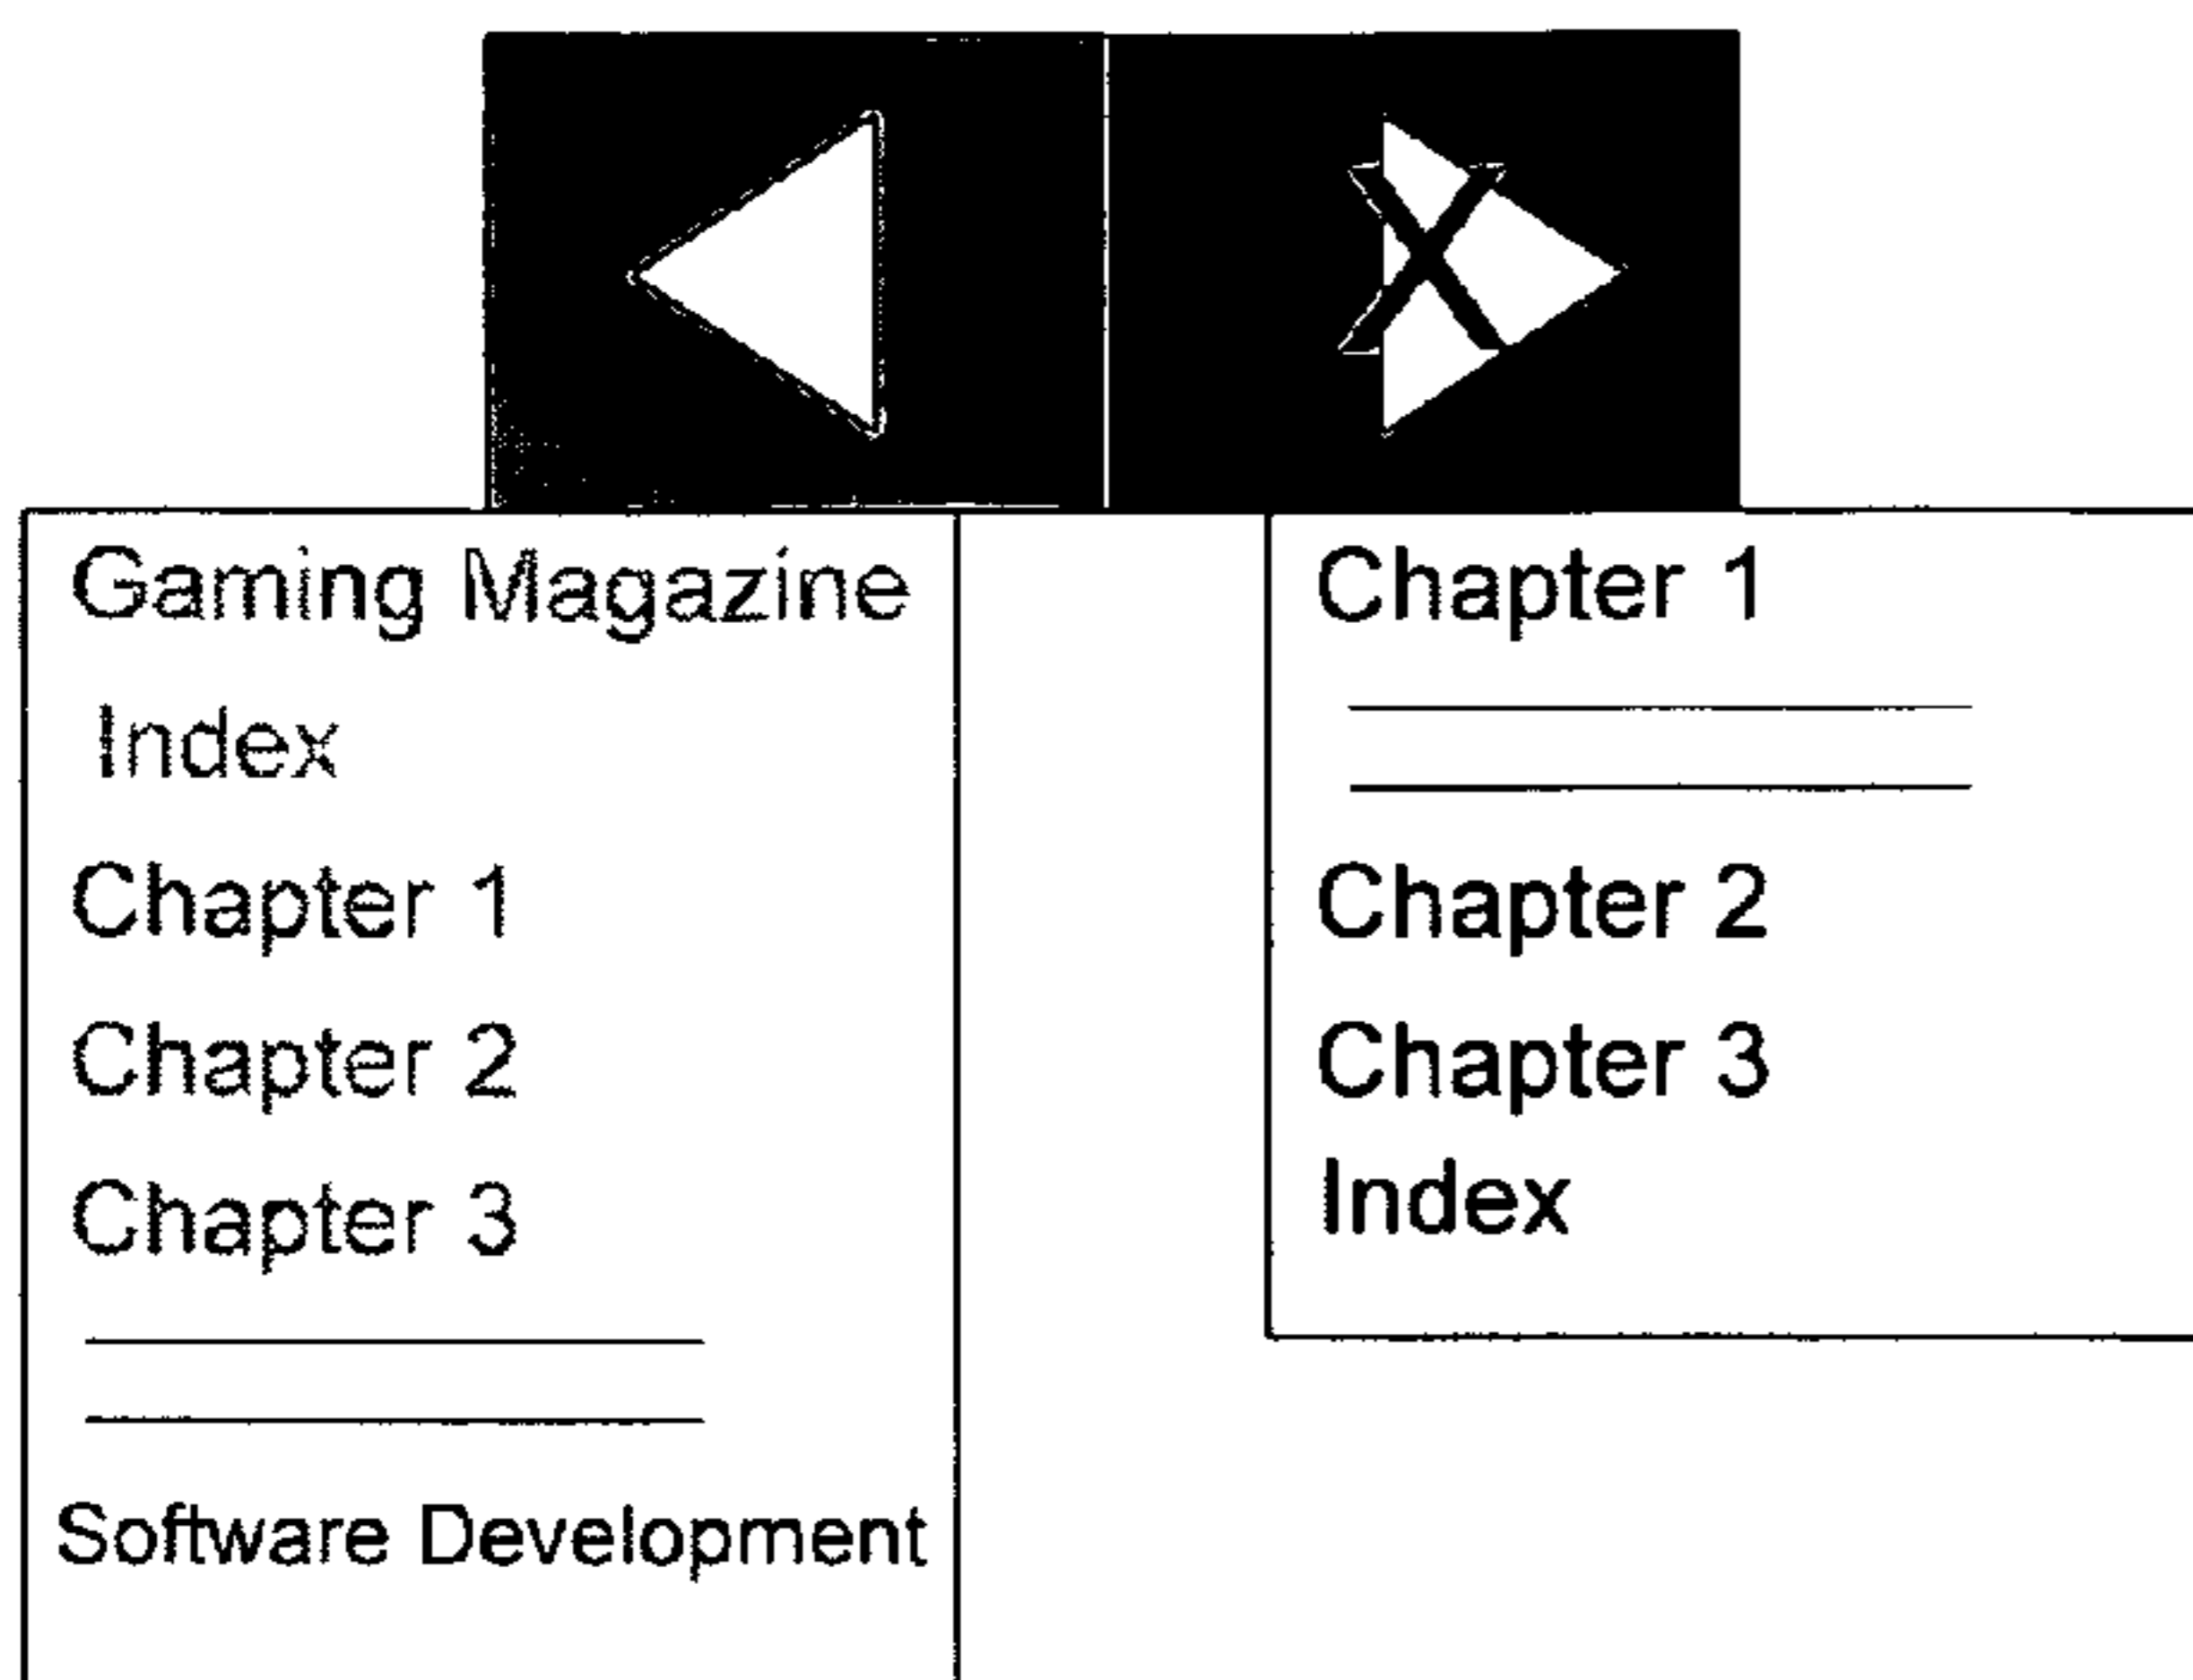 Gaming Magazine
Index
Chapter 1
Chapter 2
Chapter 3
Software Development
Chapter 1
Chapter 2
Chapter 3
Index